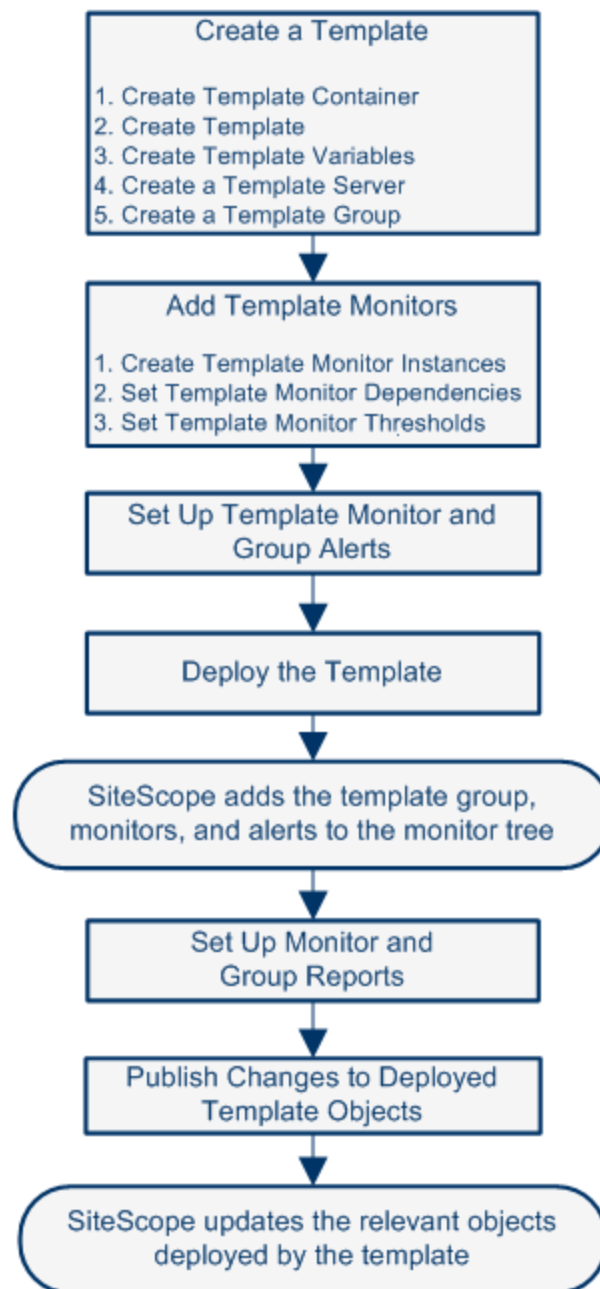 Create a Template
1. Create Template Container
2. Create Template
3. Create Template Variables
4. Create a Template Server
5. Create a Template Group
Add Template Monitors
1. Create Template Monitor Instances
2. Set Template Monitor Dependencies
3. Set Template Monitor Thresholds
Set Up Template Monitor and
Group Alerts
Deploy the Template
SiteScope adds the template group,
monitors, and alerts to the monitor tree
Set Up Monitor and
Group Reports
Publish Changes to Deployed
Template Objects
SiteScope updates the relevant objects
deployed by the template